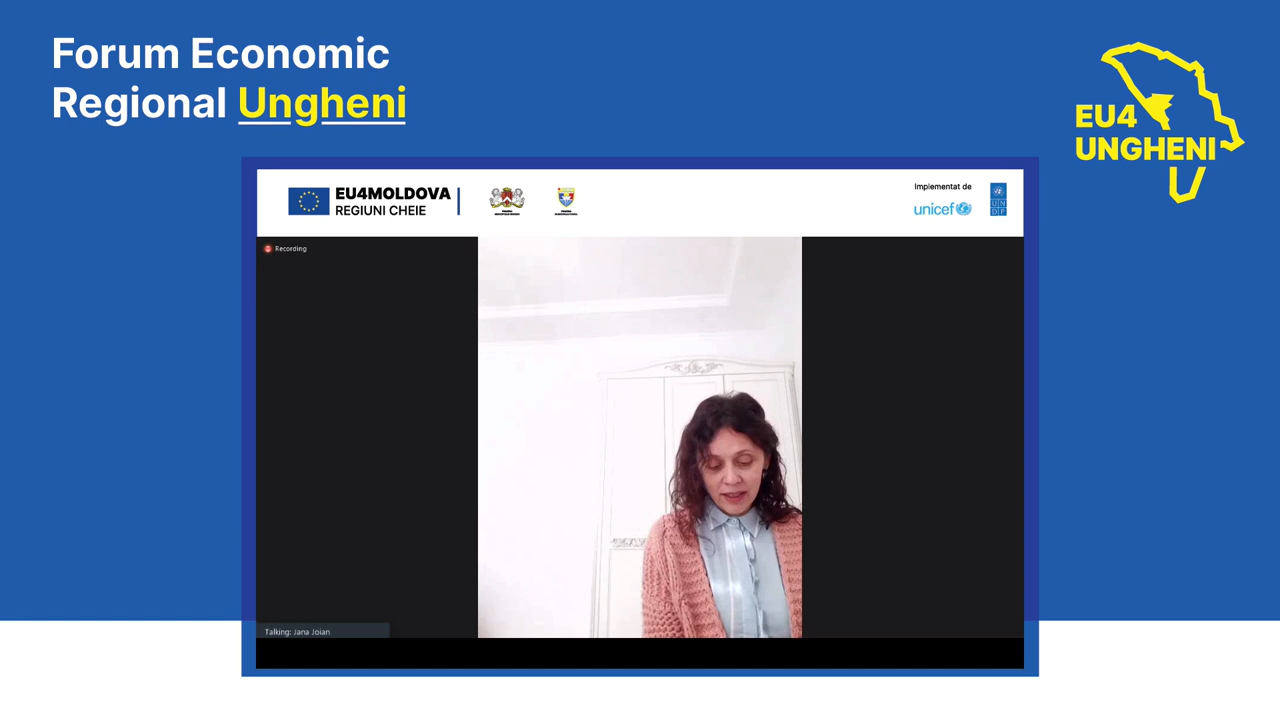 Forum Economic
Regional Ungheni
EU4
UNGHENI
EU4MOLDOVA
REGIUNI CHEIE
Implementat de
unicef
UN
DP
Recording
Talking: Jana Joian